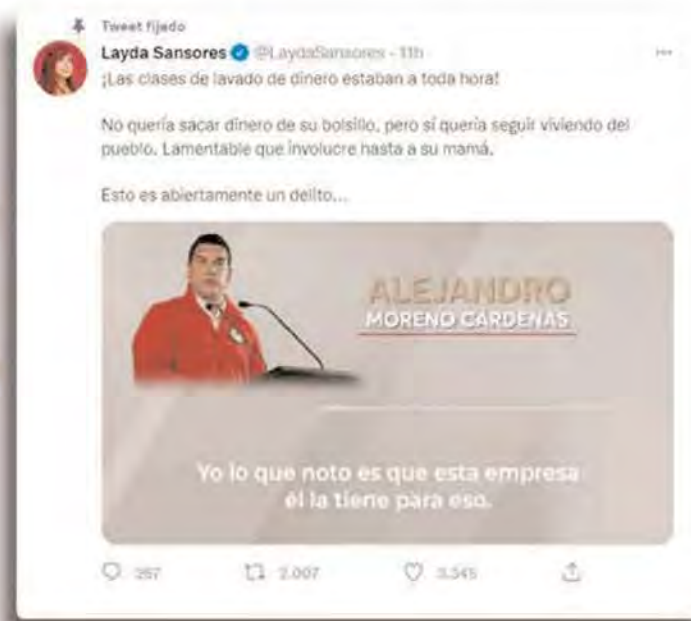 Tweet fijado
Layda Sansores @LaydaSansores - 11h
¡Las clases de lavado de dinero estaban a toda hora!
No quería sacar dinero de su bolsillo, pero sí quería seguir viviendo del
pueblo. Lamentable que involucre hasta a su mamá.
Esto es abiertamente un delito...
ALEJANDRO
MORENO CÁRDENAS
Yo lo que noto es que esta empresa
él la tiene para eso.
267 2.007 3.345